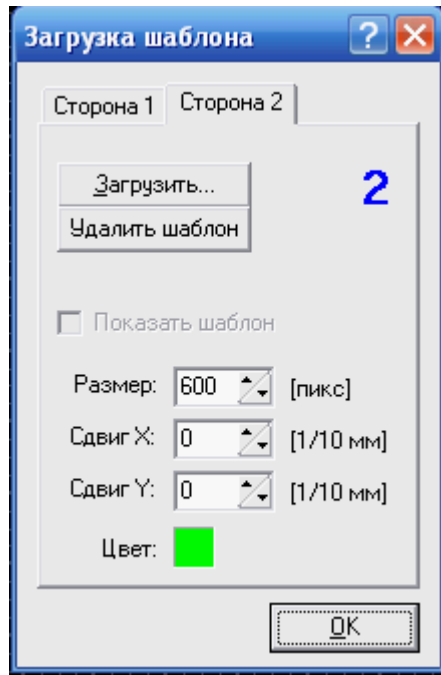 Загрузка шаблона ?
Сторона 1 Сторона 2
Загрузить... 2
Удалить шаблон
Показать шаблон
Размер: 600 [пикс]
Сдвиг X: 0 [1/10 мм]
Сдвиг Y: 0 [1/10 мм]
Цвет:
OK